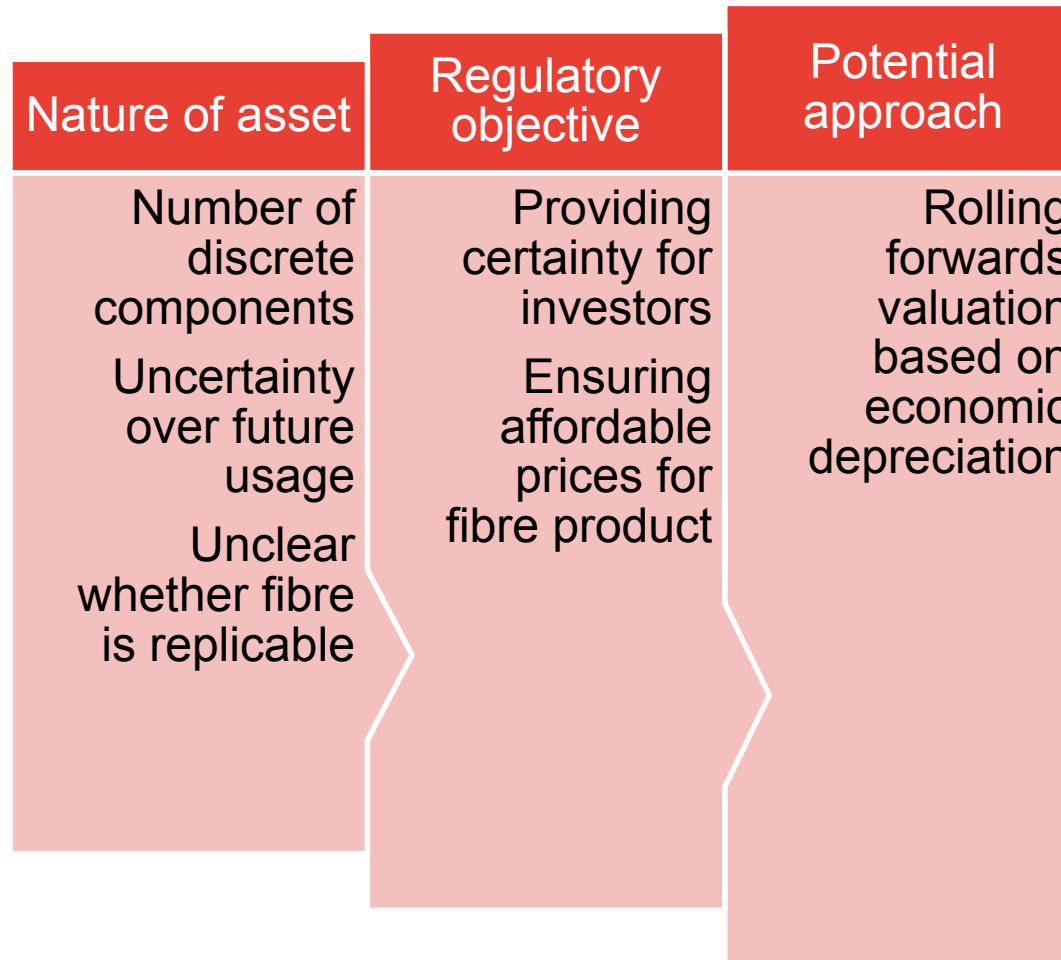 Nature of asset
Number of
discrete
components
Uncertainty
over future
usage
Unclear
whether fibre
is replicable
Regulatory
objective
Providing
certainty for
investors
Ensuring
affordable
prices for
fibre product
Potential
approach
Rolling
forwards
valuation
based on
economic
depreciation